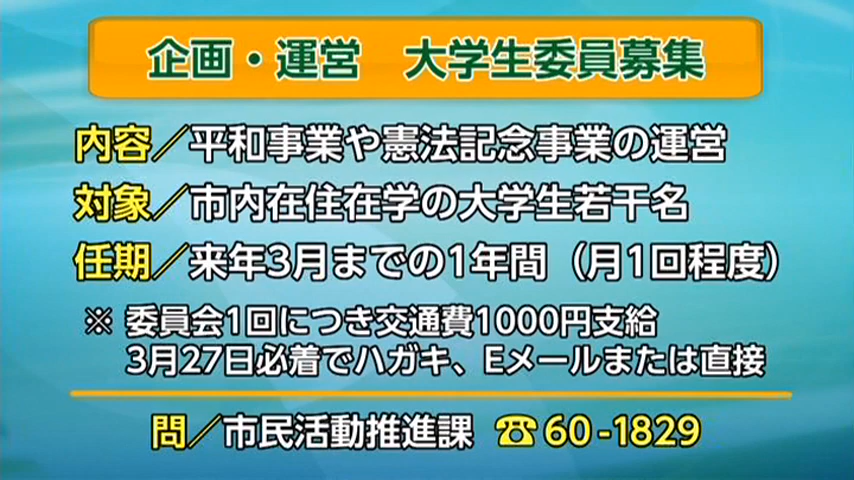 企画・運営　大学生委員募集
内容／平和事業や憲法記念事業の運営
対象／市内在住在学の大学生若干名
任期／来年3月までの1年間（月1回程度）
※ 委員会1回につき交通費1000円支給
3月27日必着でハガキ、Eメールまたは直接
問／市民活動推進課 ☎60-1829